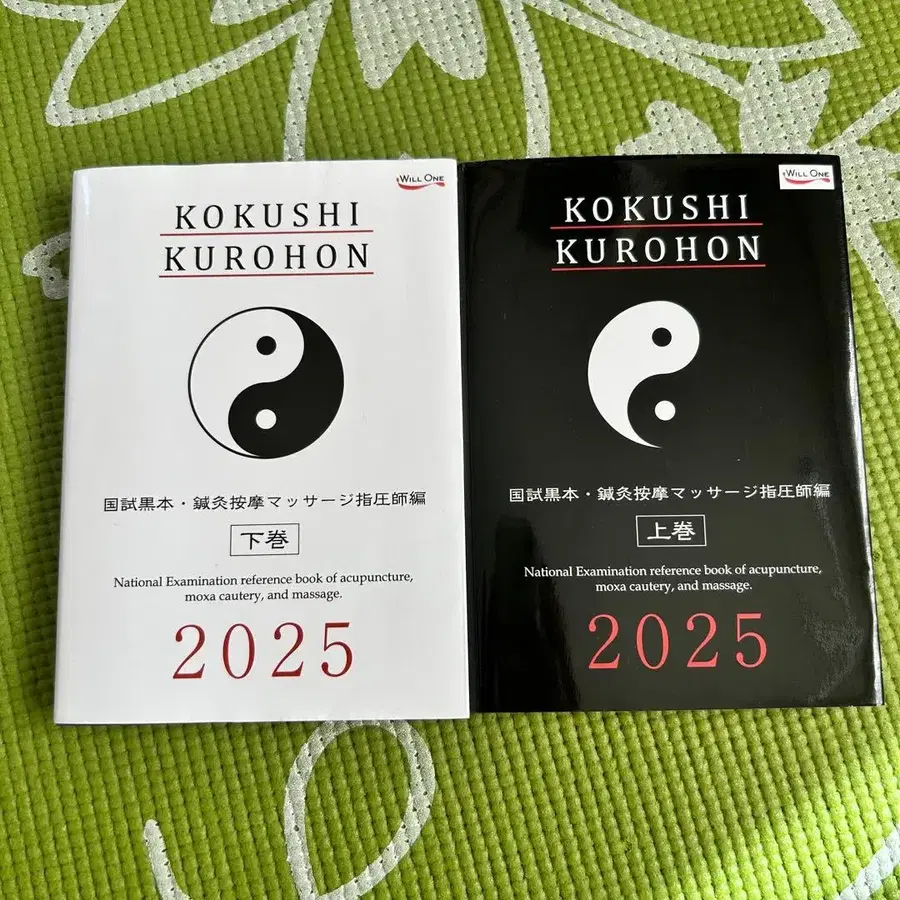 WILL ONE
KOKUSHI
KUROHON
国試黒本・鍼灸按摩マッサージ指圧師編
下巻
National Examination reference book of acupuncture,
moxa cautery, and massage.
2025
WILL ONE
KOKUSHI
KUROHON
国試黒本・鍼灸按摩マッサージ指圧師編
上巻
National Examination reference book of acupuncture,
moxa cautery, and massage.
2025